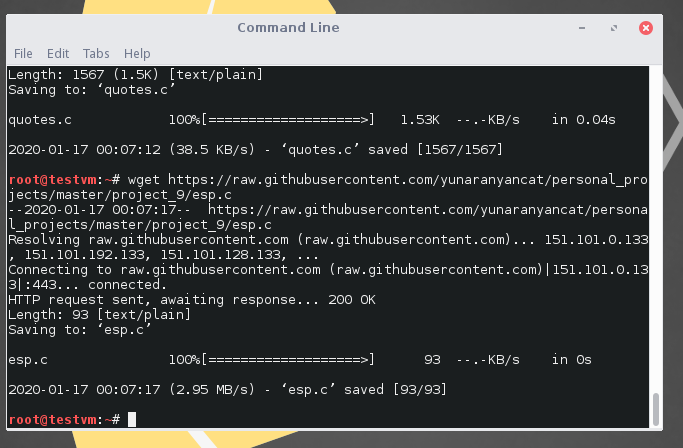 Command Line
File Edit Tabs Help
Length: 1567 (1.5K) [text/plain]
Saving to: ‘quotes.c’
quotes.c            100%[===================>]   1.53K  --.-KB/s    in 0.04s
2020-01-17 00:07:12 (38.5 KB/s) - ‘quotes.c’ saved [1567/1567]
root@testvm:~# wget https://raw.githubusercontent.com/yunaranyancat/personal_pro
jects/master/project_9/esp.c
--2020-01-17 00:07:17--  https://raw.githubusercontent.com/yunaranyancat/persona
l_projects/master/project_9/esp.c
Resolving raw.githubusercontent.com (raw.githubusercontent.com)... 151.101.0.133
, 151.101.192.133, 151.101.128.133, ...
Connecting to raw.githubusercontent.com (raw.githubusercontent.com)|151.101.0.13
3|:443... connected.
HTTP request sent, awaiting response... 200 OK
Length: 93 [text/plain]
Saving to: ‘esp.c’
esp.c               100%[===================>]      93  --.-KB/s    in 0s
2020-01-17 00:07:17 (2.95 MB/s) - ‘esp.c’ saved [93/93]
root@testvm:~#